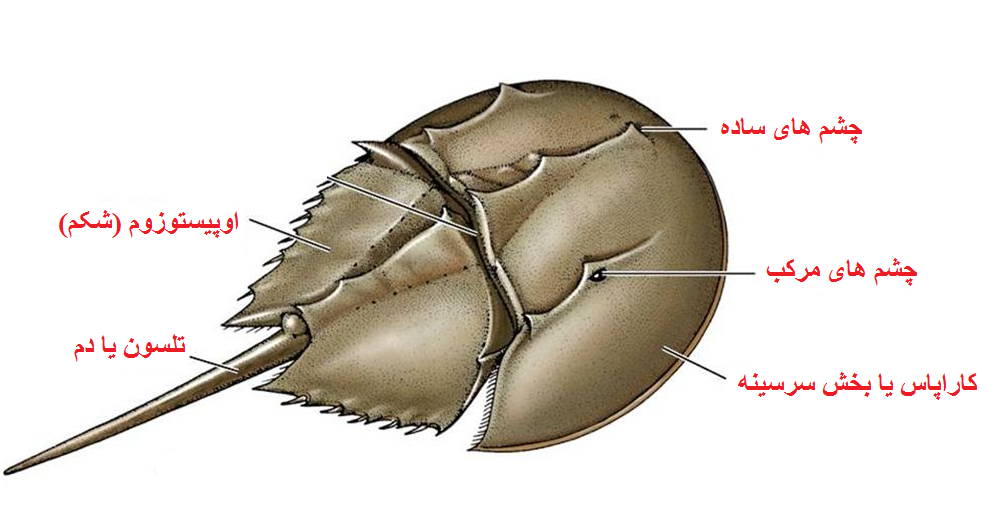 چشم های ساده
اوپیستوزوم (شکم)
چشم های مرکب
تلسون یا دم
کاراپاس یا بخش سرسینه